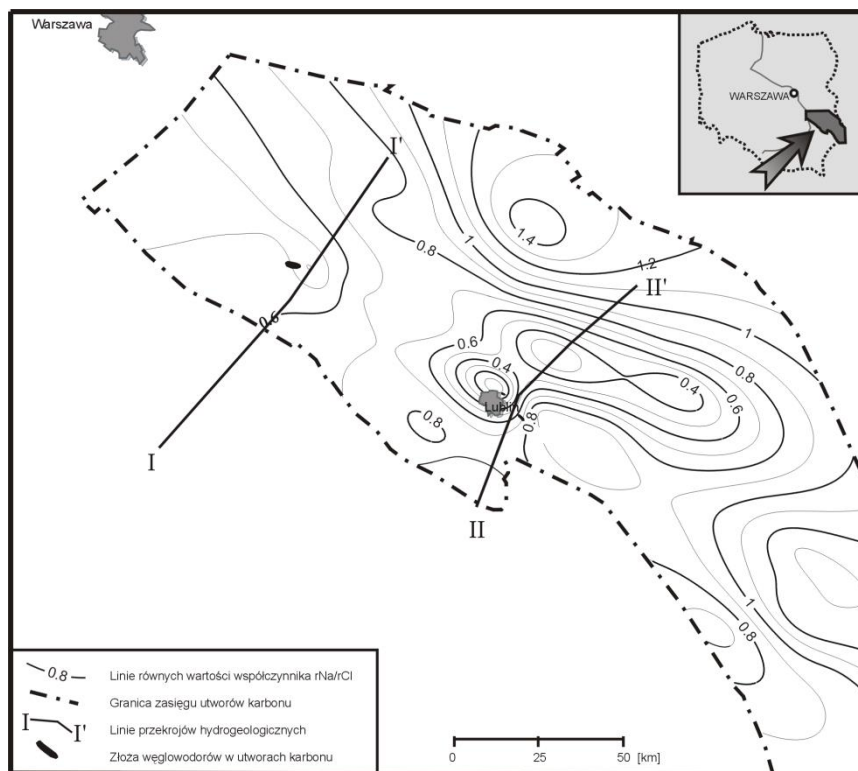 Warszawa
WARSZAWA
I'
1.4
1
0.8
1.2
II'
1
0.6
0.6
0.4
0.8
0.4
0.6
Lublin
0.8
0.8
I
II
1
0.8
0.8 Linie równych wartości współczynnika rNa/rCl
Granica zasięgu utworów karbonu
I I' Linie przekrojów hydrogeologicznych
Złoża węglowodorów w utworach karbonu
0 25 50 [km]